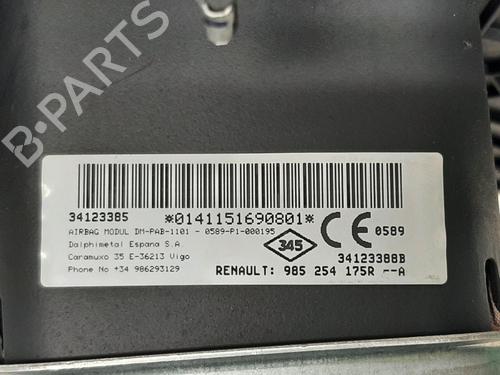 34123385 *0141151690801*
AIRBAG MODUL DM-PAB-1101 - 0589-P1-000195
Dalphimetal Espana S.A.
Caramuxo 35 E-36213 Vigo
Phone No +34 986293129
345
CE 0589
34123388B
RENAULT: 985 254 175R --A
B-PARTS